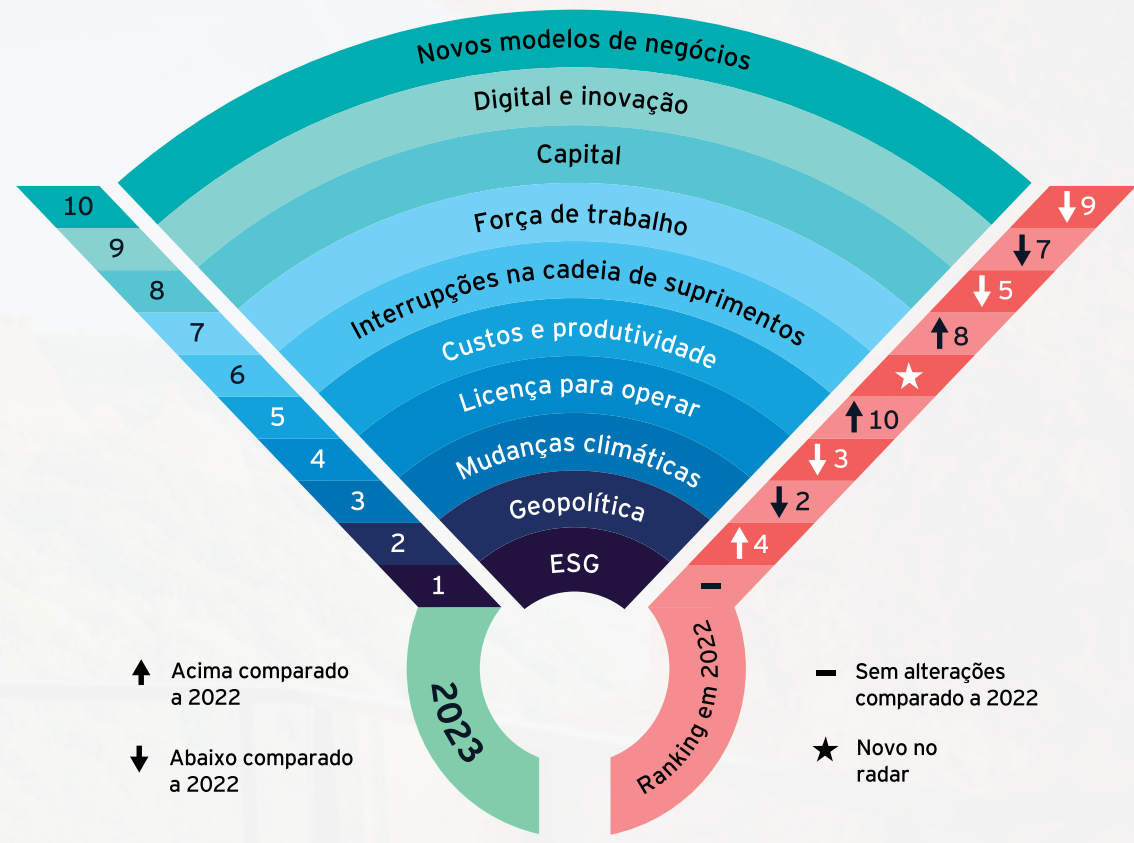 Novos modelos de negócios
Digital e inovação
Capital
Força de trabalho
Interrupções na cadeia de suprimentos
Custos e produtividade
Licença para operar
Mudanças climáticas
Geopolítica
ESG
10
9
8
7
6
5
4
3
2
1
2023
9
7
5
8
10
3
2
4
Ranking em 2022
Acima comparado
a 2022
Abaixo comparado
a 2022
Sem alterações
comparado a 2022
Novo no
radar